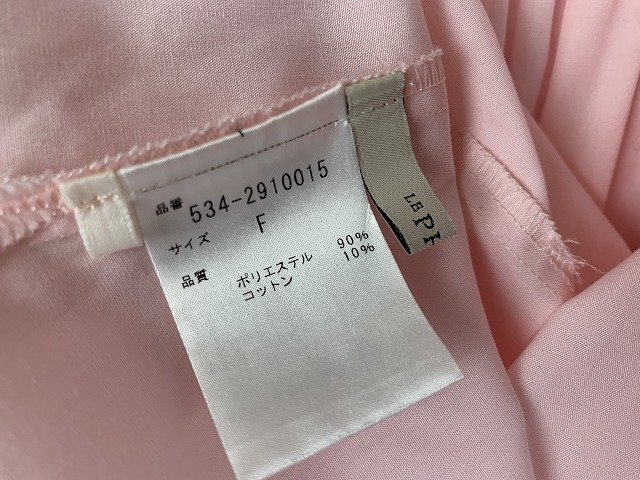 品番 534-2910015
サイズ F
品質 ポリエステル 90%
コットン 10%
LE